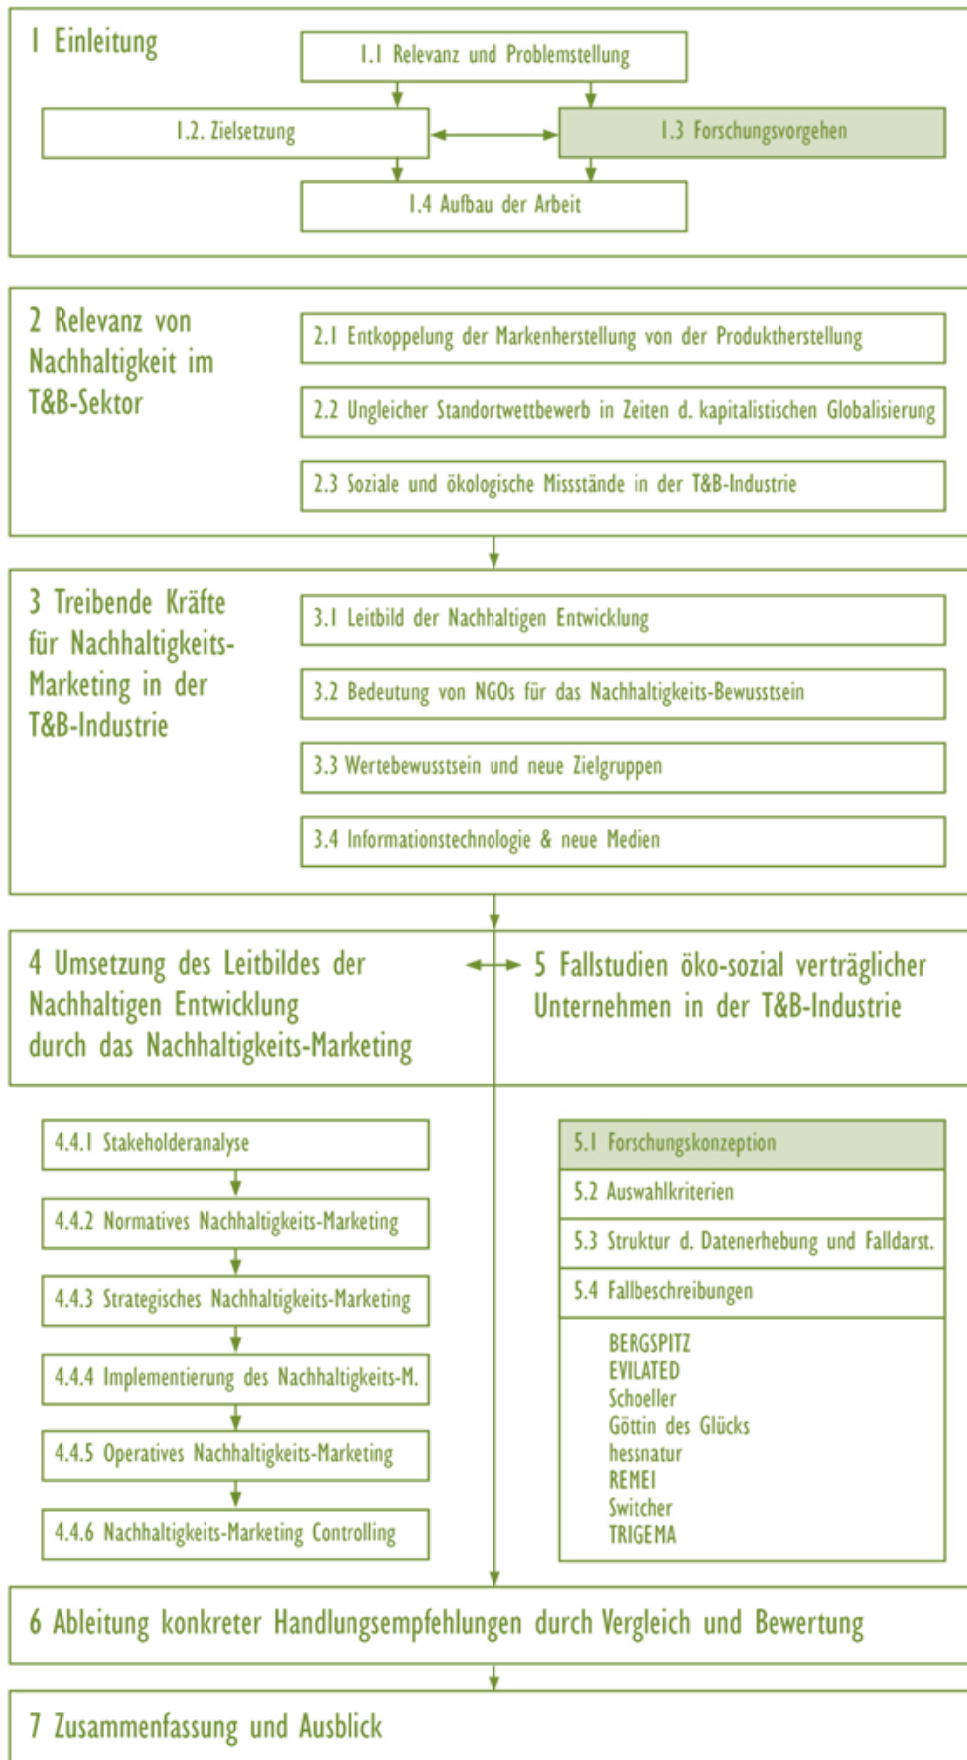 1 Einleitung
1.1 Relevanz und Problemstellung
1.2. Zielsetzung
1.3 Forschungsvorgehen
1.4 Aufbau der Arbeit
2 Relevanz von
Nachhaltigkeit im
T&B-Sektor
2.1 Entkoppelung der Markenherstellung von der Produktherstellung
2.2 Ungleicher Standortwettbewerb in Zeiten d. kapitalistischen Globalisierung
2.3 Soziale und ökologische Missstände in der T&B-Industrie
3 Treibende Kräfte
für Nachhaltigkeits-
Marketing in der
T&B-Industrie
3.1 Leitbild der Nachhaltigen Entwicklung
3.2 Bedeutung von NGOs für das Nachhaltigkeits-Bewusstsein
3.3 Wertebewusstsein und neue Zielgruppen
3.4 Informationstechnologie & neue Medien
4 Umsetzung des Leitbildes der
Nachhaltigen Entwicklung
durch das Nachhaltigkeits-Marketing
5 Fallstudien öko-sozial verträglicher
Unternehmen in der T&B-Industrie
4.4.1 Stakeholderanalyse
4.4.2 Normatives Nachhaltigkeits-Marketing
4.4.3 Strategisches Nachhaltigkeits-Marketing
4.4.4 Implementierung des Nachhaltigkeits-M.
4.4.5 Operatives Nachhaltigkeits-Marketing
4.4.6 Nachhaltigkeits-Marketing Controlling
5.1 Forschungskonzeption
5.2 Auswahlkriterien
5.3 Struktur d. Datenerhebung und Falldarst.
5.4 Fallbeschreibungen
BERGSPITZ
EVILATED
Schoeller
Göttin des Glücks
hessnatur
REMEI
Switcher
TRIGEMA
6 Ableitung konkreter Handlungsempfehlungen durch Vergleich und Bewertung
7 Zusammenfassung und Ausblick